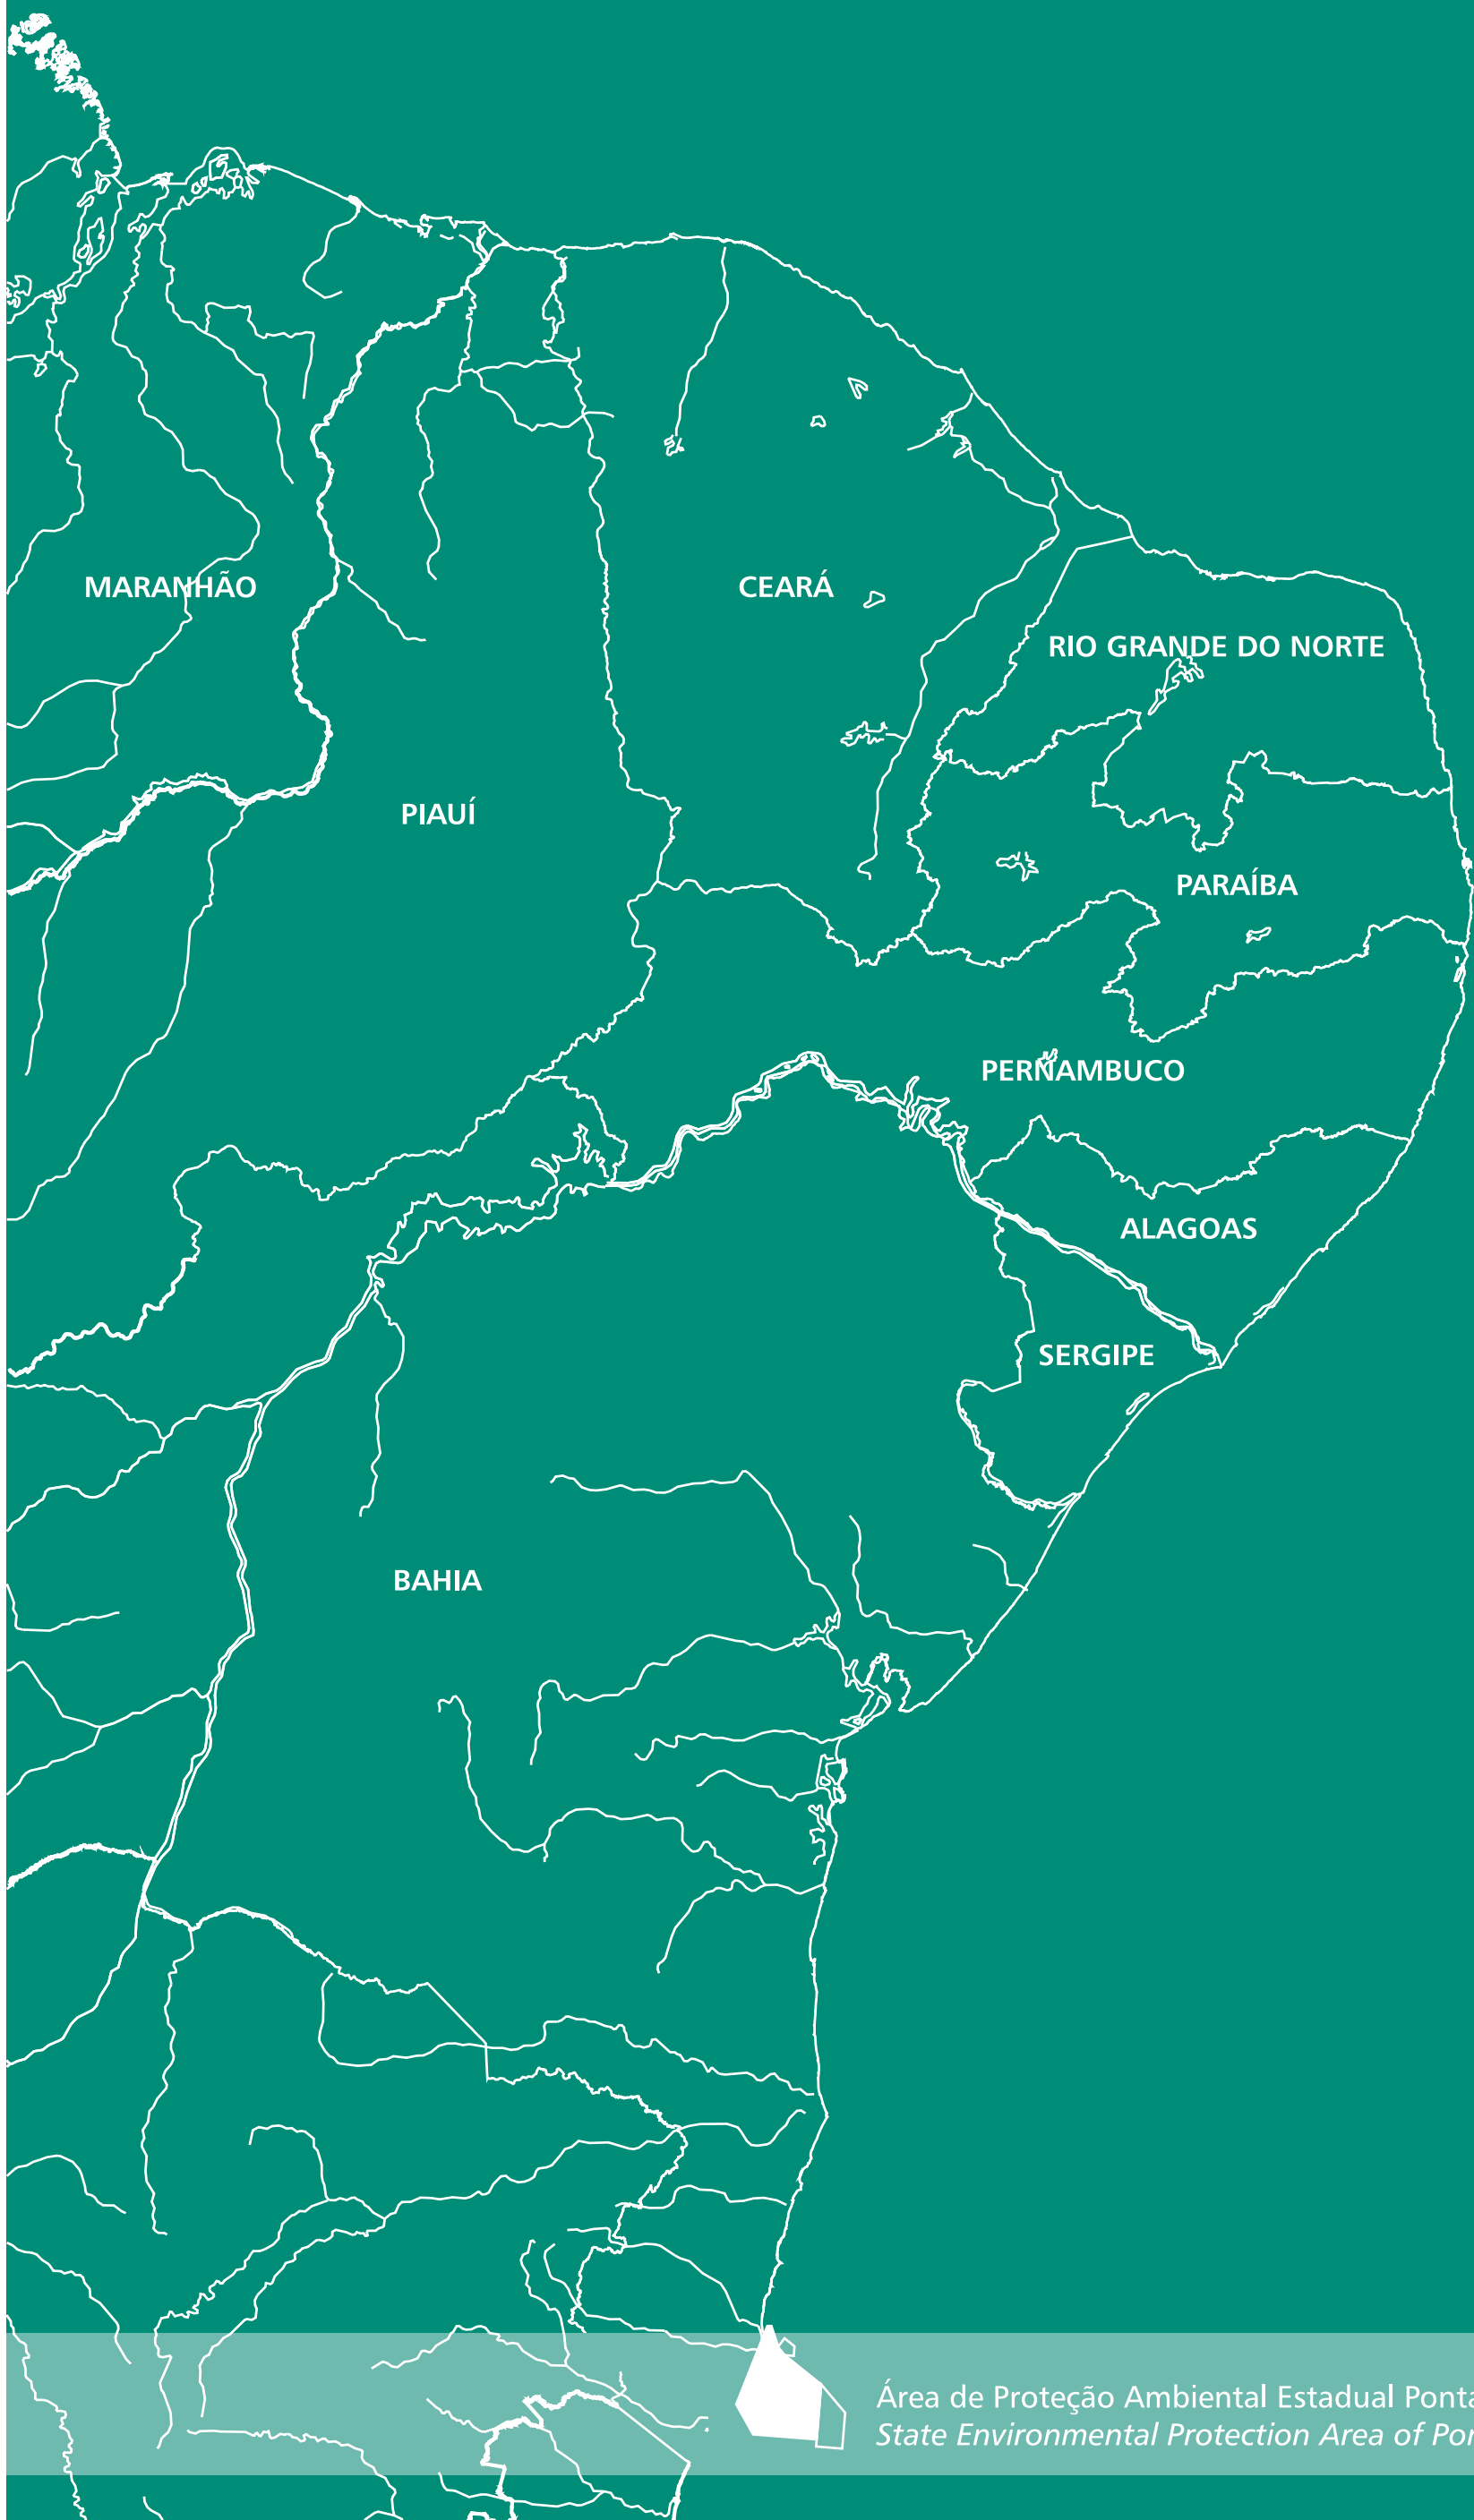 MARANHÃO
CEARÁ
RIO GRANDE DO NORTE
PIAUÍ
PARAÍBA
PERNAMBUCO
ALAGOAS
SERGIPE
BAHIA
Área de Proteção Ambiental Estadual Ponta
State Environmental Protection Area of